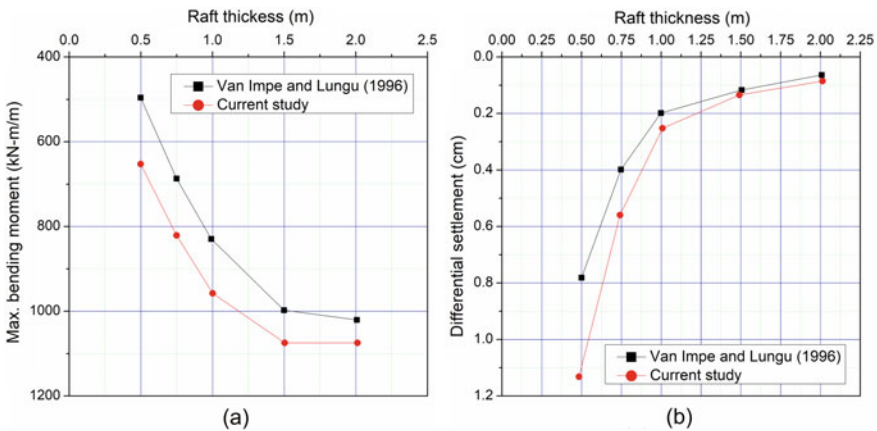 Raft thickess (m)
0.0 0.5 1.0 1.5 2.0 2.5
400
600
800
1000
1200
Max. bending moment (kN-m/m)
Van Impe and Lungu (1996)
Current study
(a)
Raft thickness (m)
0.00 0.25 0.50 0.75 1.00 1.25 1.50 1.75 2.00 2.25
0.0
0.2
0.4
0.6
0.8
1.0
1.2
Differential settlement (cm)
Van Impe and Lungu (1996)
Current study
(b)